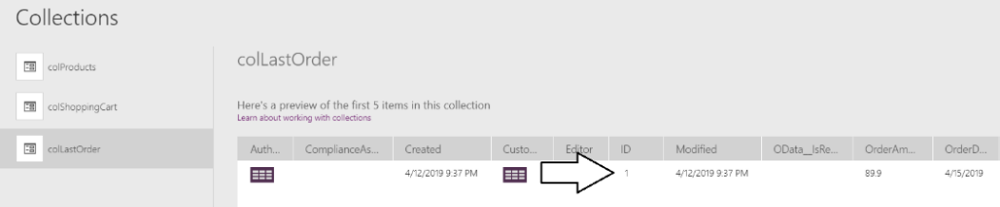 Collections
colProducts
colShoppingCart
colLastOrder
colLastOrder
Here's a preview of the first 5 items in this collection
Learn about working with collections
Auth... ComplianceAs... Created Custo... Editor ID Modified OData__IsRe... OrderAm... OrderD...
4/12/2019 9:37 PM 1 4/12/2019 9:37 PM 89.9 4/15/2019